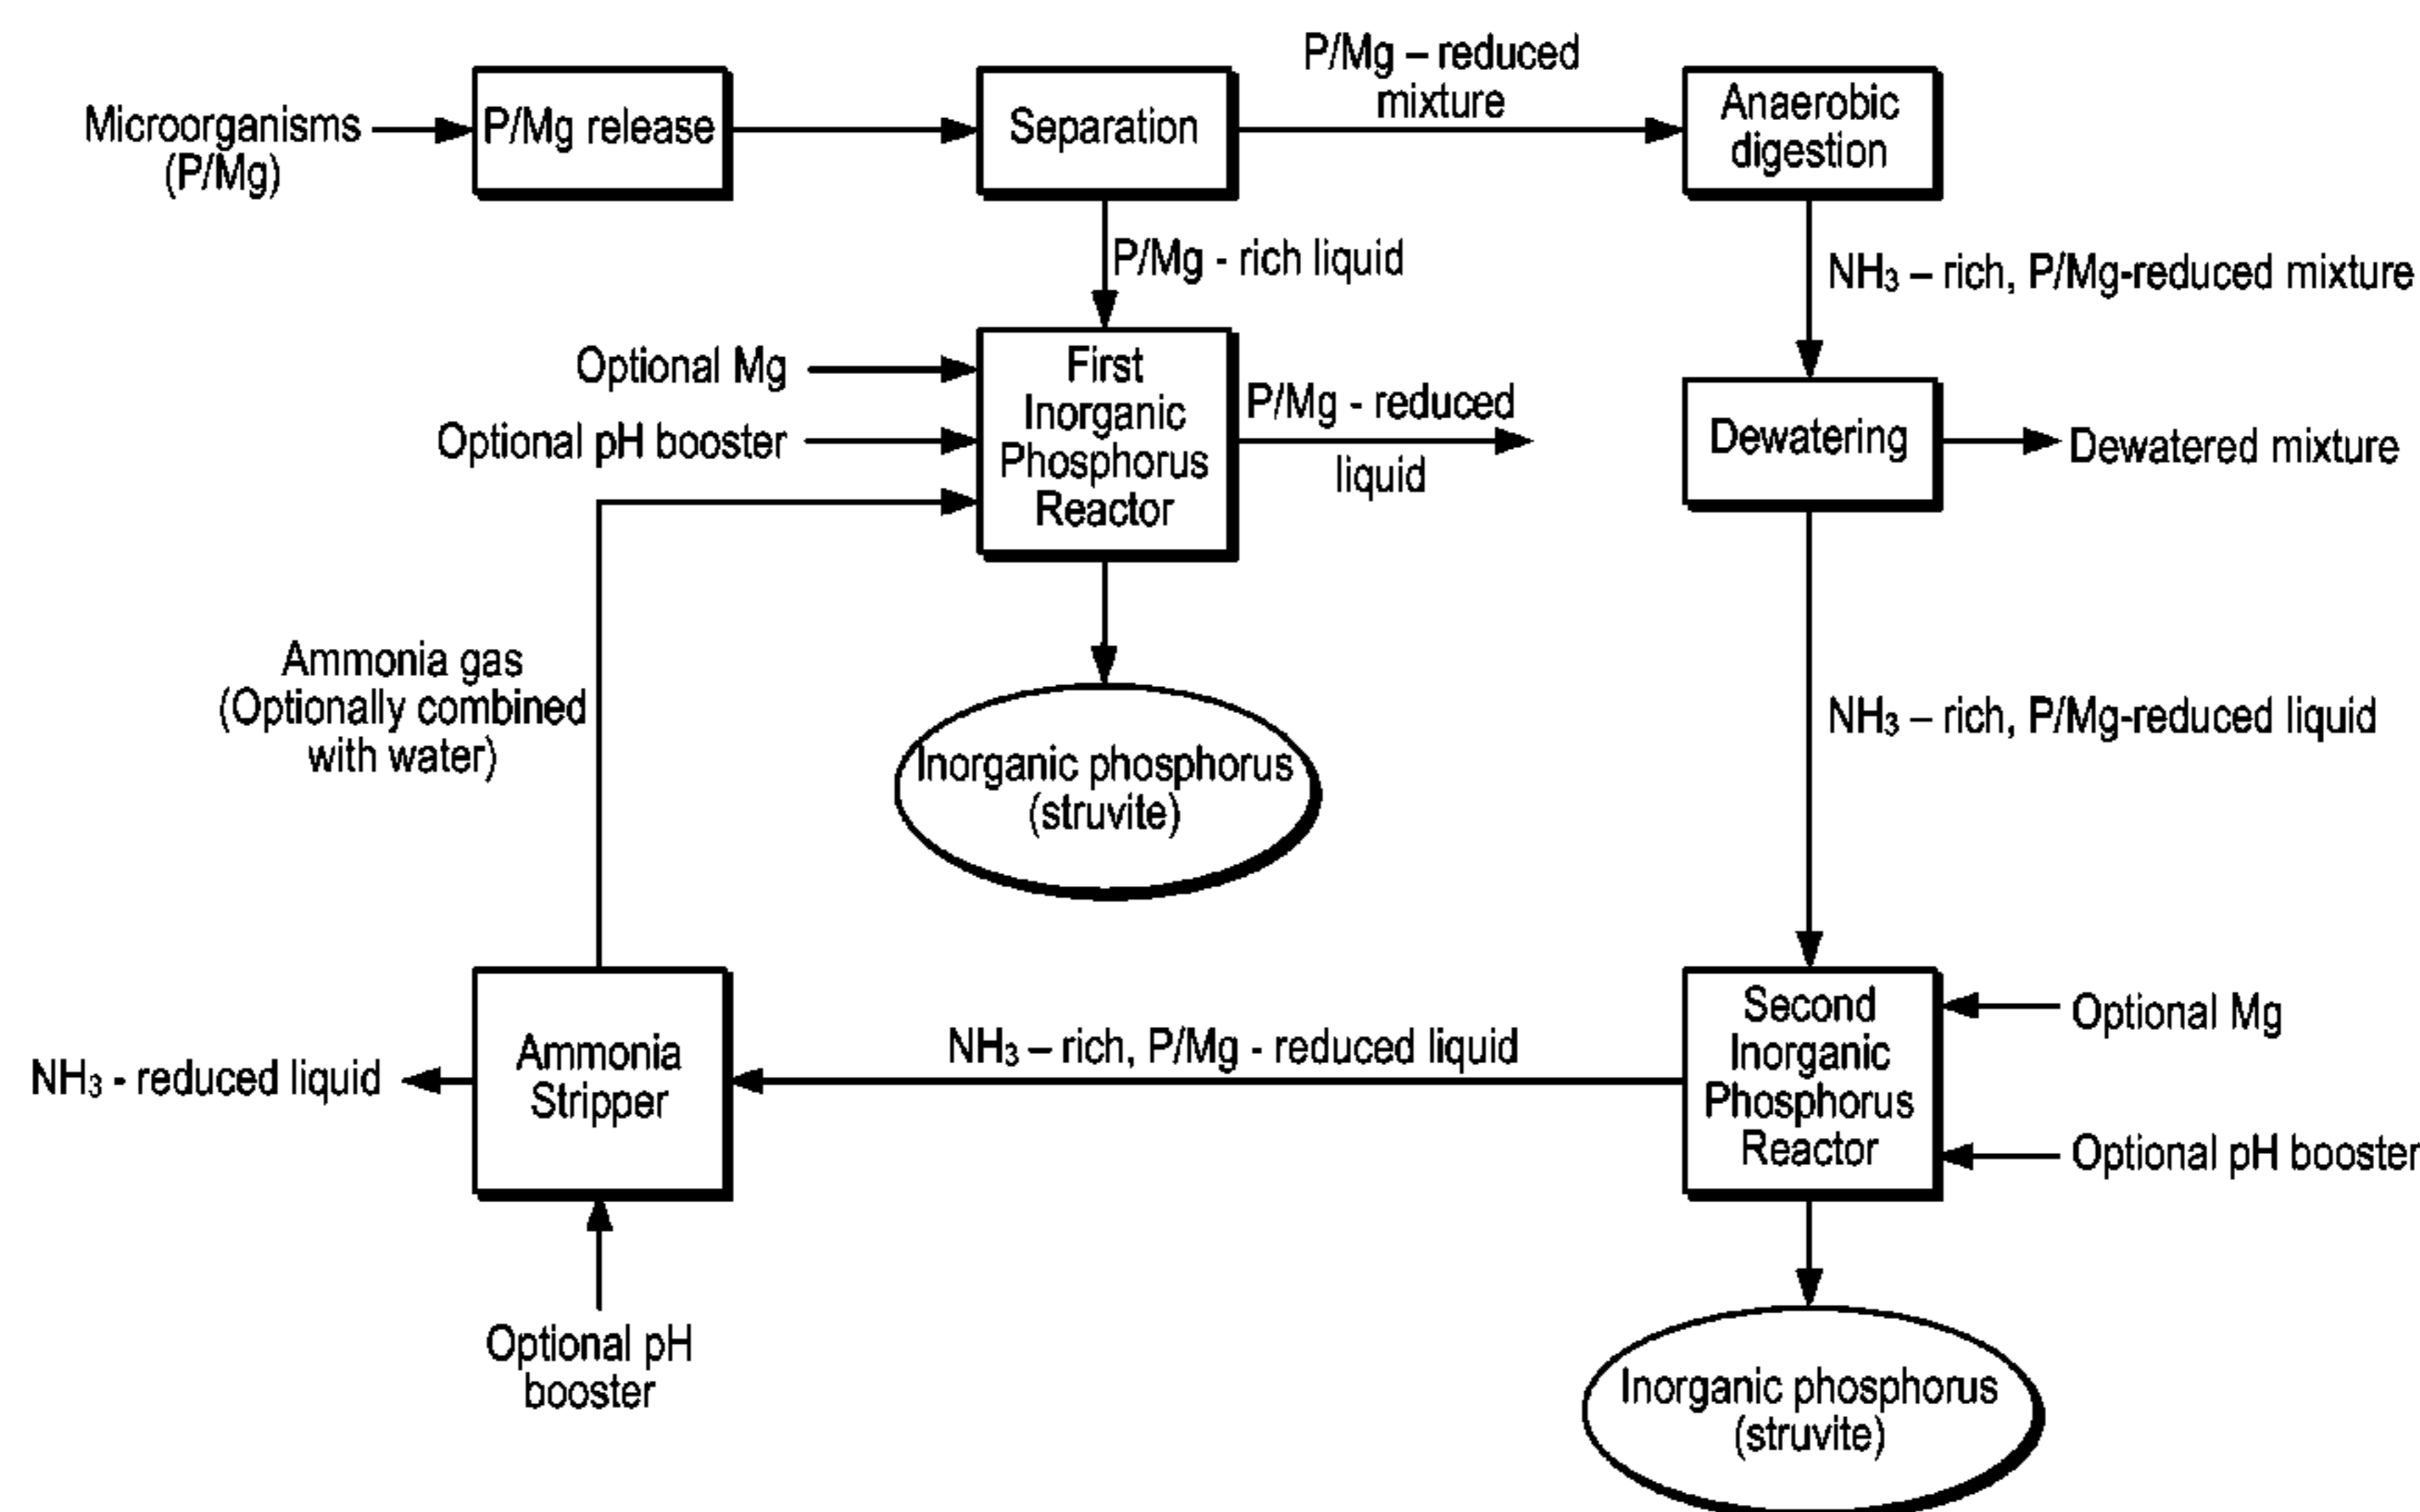 Microorganisms
(P/Mg)
P/Mg release
Separation
P/Mg – reduced
mixture
Anaerobic
digestion
P/Mg - rich liquid
NH₃ – rich, P/Mg-reduced mixture
Optional Mg
Optional pH booster
First
Inorganic
Phosphorus
Reactor
P/Mg - reduced
liquid
Dewatering
Dewatered mixture
Ammonia gas
(Optionally combined
with water)
Inorganic phosphorus
(struvite)
NH₃ – rich, P/Mg-reduced liquid
NH₃ - reduced liquid
Ammonia
Stripper
NH₃ – rich, P/Mg - reduced liquid
Second
Inorganic
Phosphorus
Reactor
Optional Mg
Optional pH booster
Optional pH
booster
Inorganic phosphorus
(struvite)